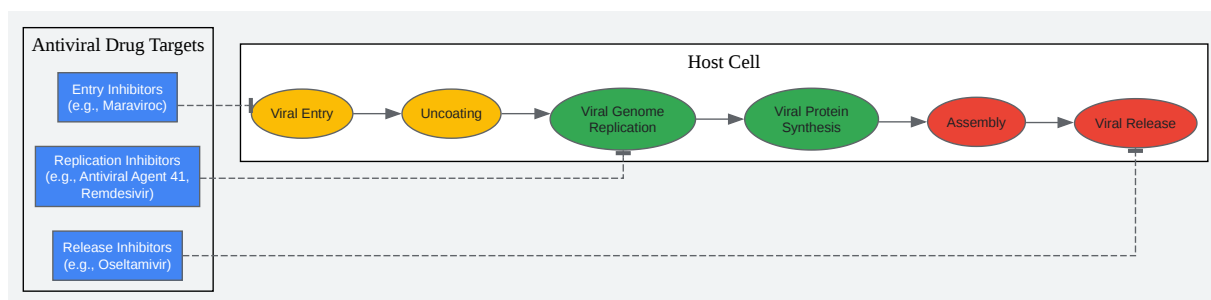 Antiviral Drug Targets
Entry Inhibitors
(e.g., Maraviroc)
Replication Inhibitors
(e.g., Antiviral Agent 41,
Remdesivir)
Release Inhibitors
(e.g., Oseltamivir)
Host Cell
Viral Entry
Uncoating
Viral Genome
Replication
Viral Protein
Synthesis
Assembly
Viral Release